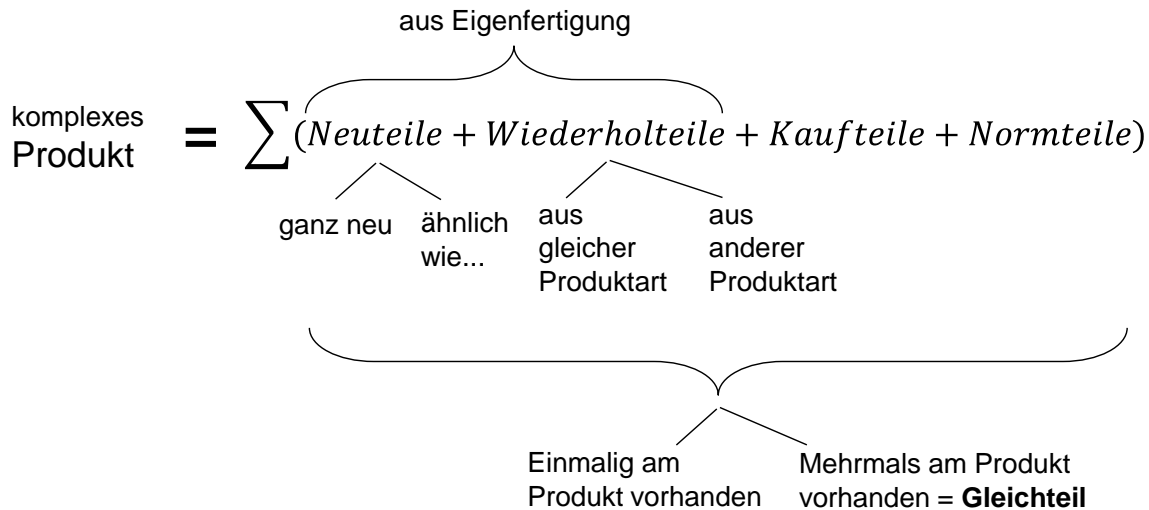 aus Eigenfertigung
komplexes
Produkt
= ∑(Neuteile + Wiederholteile + Kaufteile + Normteile)
ganz neu
ähnlich
wie...
aus
gleicher
Produktart
aus
anderer
Produktart
Einmalig am
Produkt vorhanden
Mehrmals am Produkt
vorhanden = Gleichteil